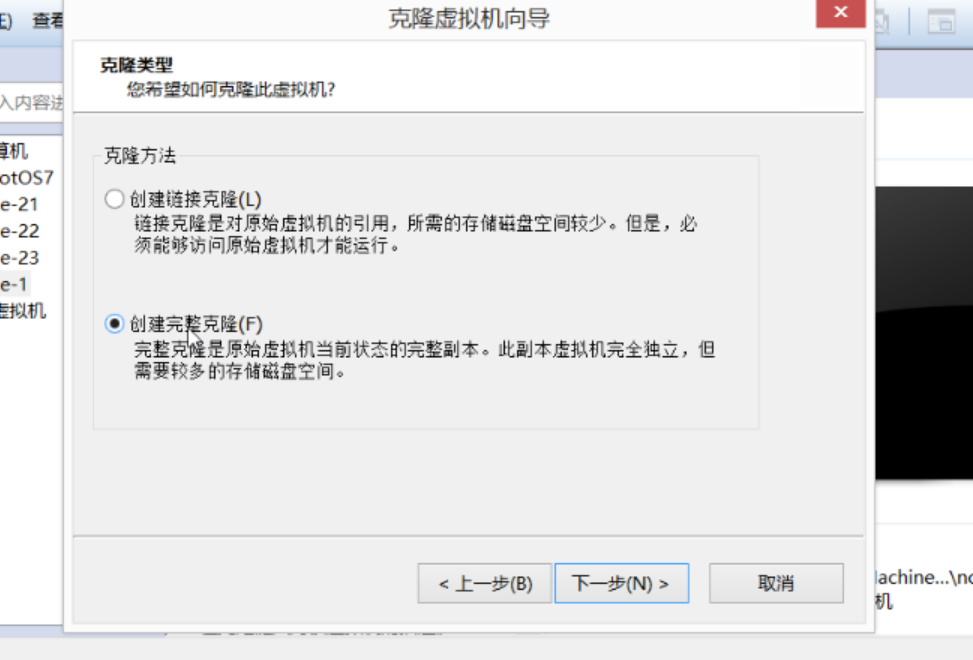 克隆虚拟机向导
查看
克隆类型
您希望如何克隆此虚拟机?
入内容进
算机
otOS7
e-21
e-22
e-23
e-1
虚拟机
克隆方法
创建链接克隆(L)
链接克隆是对原始虚拟机的引用，所需的存储磁盘空间较少。但是，必
须能够访问原始虚拟机才能运行。
创建完整克隆(F)
完整克隆是原始虚拟机当前状态的完整副本。此副本虚拟机完全独立，但
需要较多的存储磁盘空间。
< 上一步(B)
下一步(N) >
取消
achine...\no
机